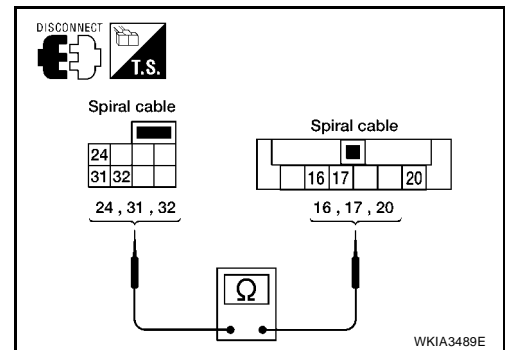 DISCONNECT
T.S.
Spiral cable
24
31 32
24 , 31 , 32
Spiral cable
16 17 20
16 , 17 , 20
Ω
WKIA3489E